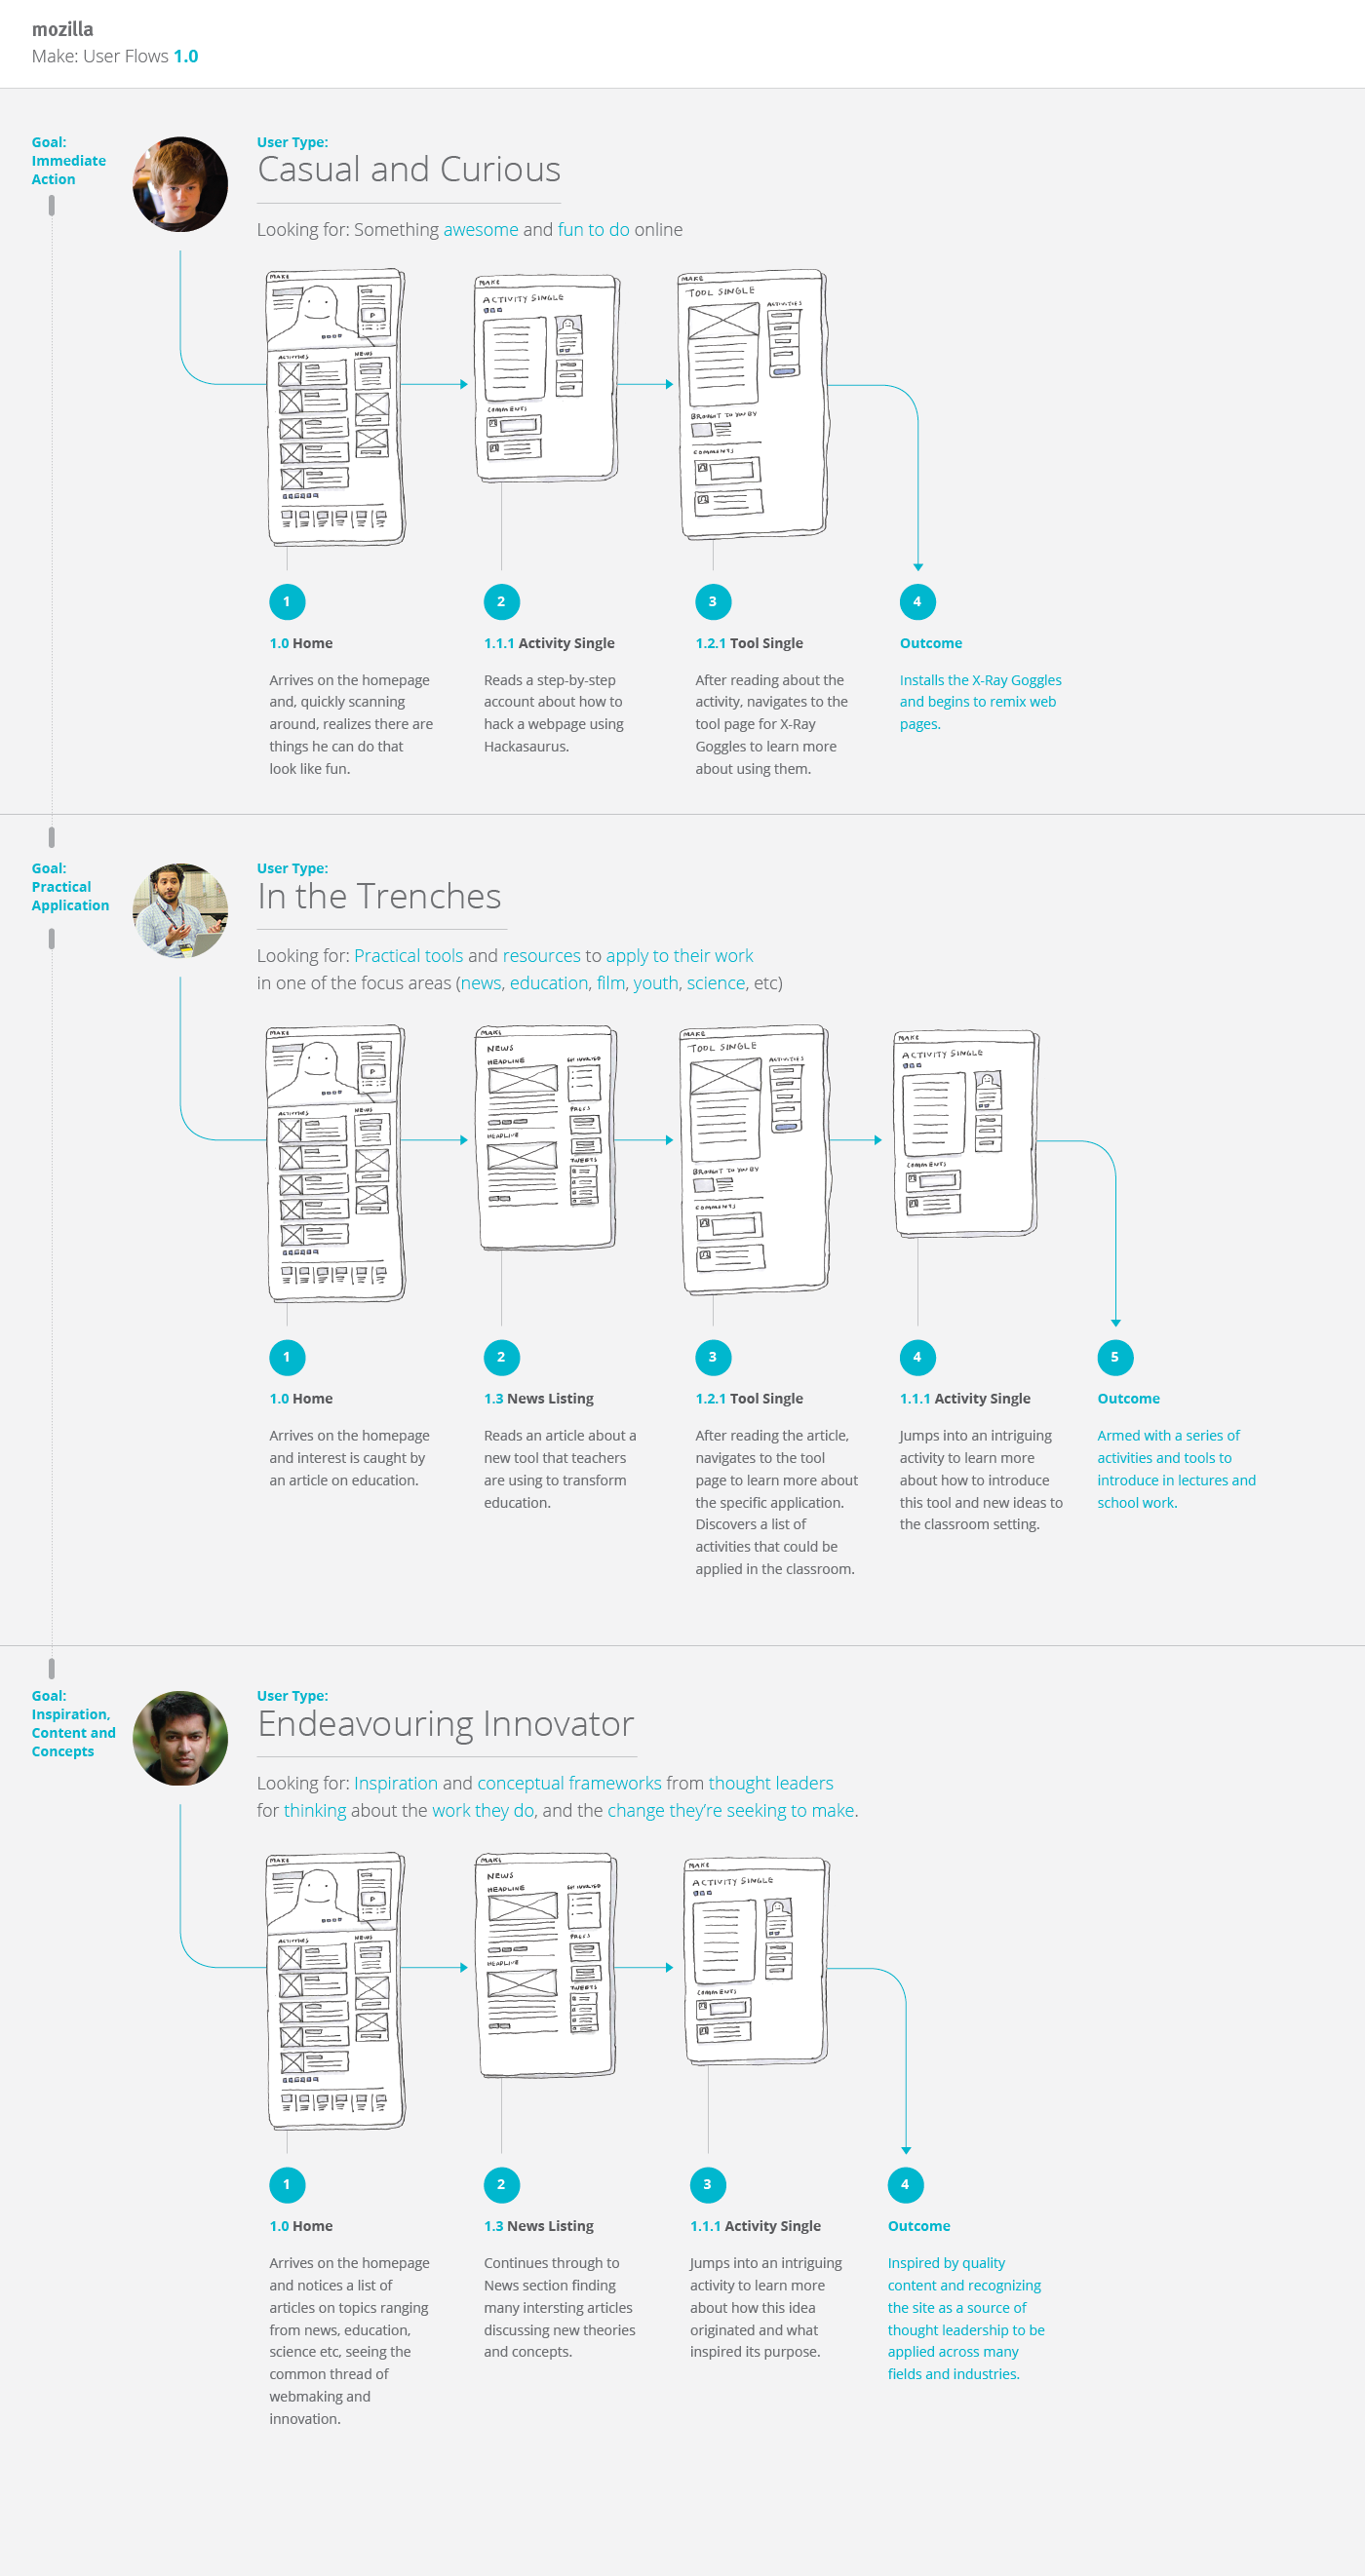 mozilla
Make: User Flows 1.0
Goal:
Immediate
Action
User Type:
Casual and Curious
Looking for: Something awesome and fun to do online
MAKE
ACTIVITIES
NEWS
MAKE
ACTIVITY SINGLE
COMMENTS
MAKE
TOOL SINGLE
ACTIVITIES
BROUGHT TO YOU BY
COMMENTS
1
1.0 Home
Arrives on the homepage
and, quickly scanning
around, realizes there are
things he can do that
look like fun.
2
1.1.1 Activity Single
Reads a step-by-step
account about how to
hack a webpage using
Hackasaurus.
3
1.2.1 Tool Single
After reading about the
activity, navigates to the
tool page for X-Ray
Goggles to learn more
about using them.
4
Outcome
Installs the X-Ray Goggles
and begins to remix web
pages.
Goal:
Practical
Application
User Type:
In the Trenches
Looking for: Practical tools and resources to apply to their work
in one of the focus areas (news, education, film, youth, science, etc)
MAKE
ACTIVITIES
NEWS
MAKE
NEWS
HEADLINE
GET INVOLVED
PAGES
HEADLINE
TWEETS
MAKE
TOOL SINGLE
ACTIVITIES
BROUGHT TO YOU BY
COMMENTS
MAKE
ACTIVITY SINGLE
COMMENTS
1
1.0 Home
Arrives on the homepage
and interest is caught by
an article on education.
2
1.3 News Listing
Reads an article about a
new tool that teachers
are using to transform
education.
3
1.2.1 Tool Single
After reading the article,
navigates to the tool
page to learn more about
the specific application.
Discovers a list of
activities that could be
applied in the classroom.
4
1.1.1 Activity Single
Jumps into an intriguing
activity to learn more
about how to introduce
this tool and new ideas to
the classroom setting.
5
Outcome
Armed with a series of
activities and tools to
introduce in lectures and
school work.
Goal:
Inspiration,
Content and
Concepts
User Type:
Endeavouring Innovator
Looking for: Inspiration and conceptual frameworks from thought leaders
for thinking about the work they do, and the change they're seeking to make.
MAKE
ACTIVITIES
NEWS
MAKE
NEWS
HEADLINE
GET INVOLVED
PAGES
HEADLINE
TWEETS
MAKE
ACTIVITY SINGLE
COMMENTS
1
1.0 Home
Arrives on the homepage
and notices a list of
articles on topics ranging
from news, education,
science etc, seeing the
common thread of
webmaking and
innovation.
2
1.3 News Listing
Continues through to
News section finding
many intersting articles
discussing new theories
and concepts.
3
1.1.1 Activity Single
Jumps into an intriguing
activity to learn more
about how this idea
originated and what
inspired its purpose.
4
Outcome
Inspired by quality
content and recognizing
the site as a source of
thought leadership to be
applied across many
fields and industries.